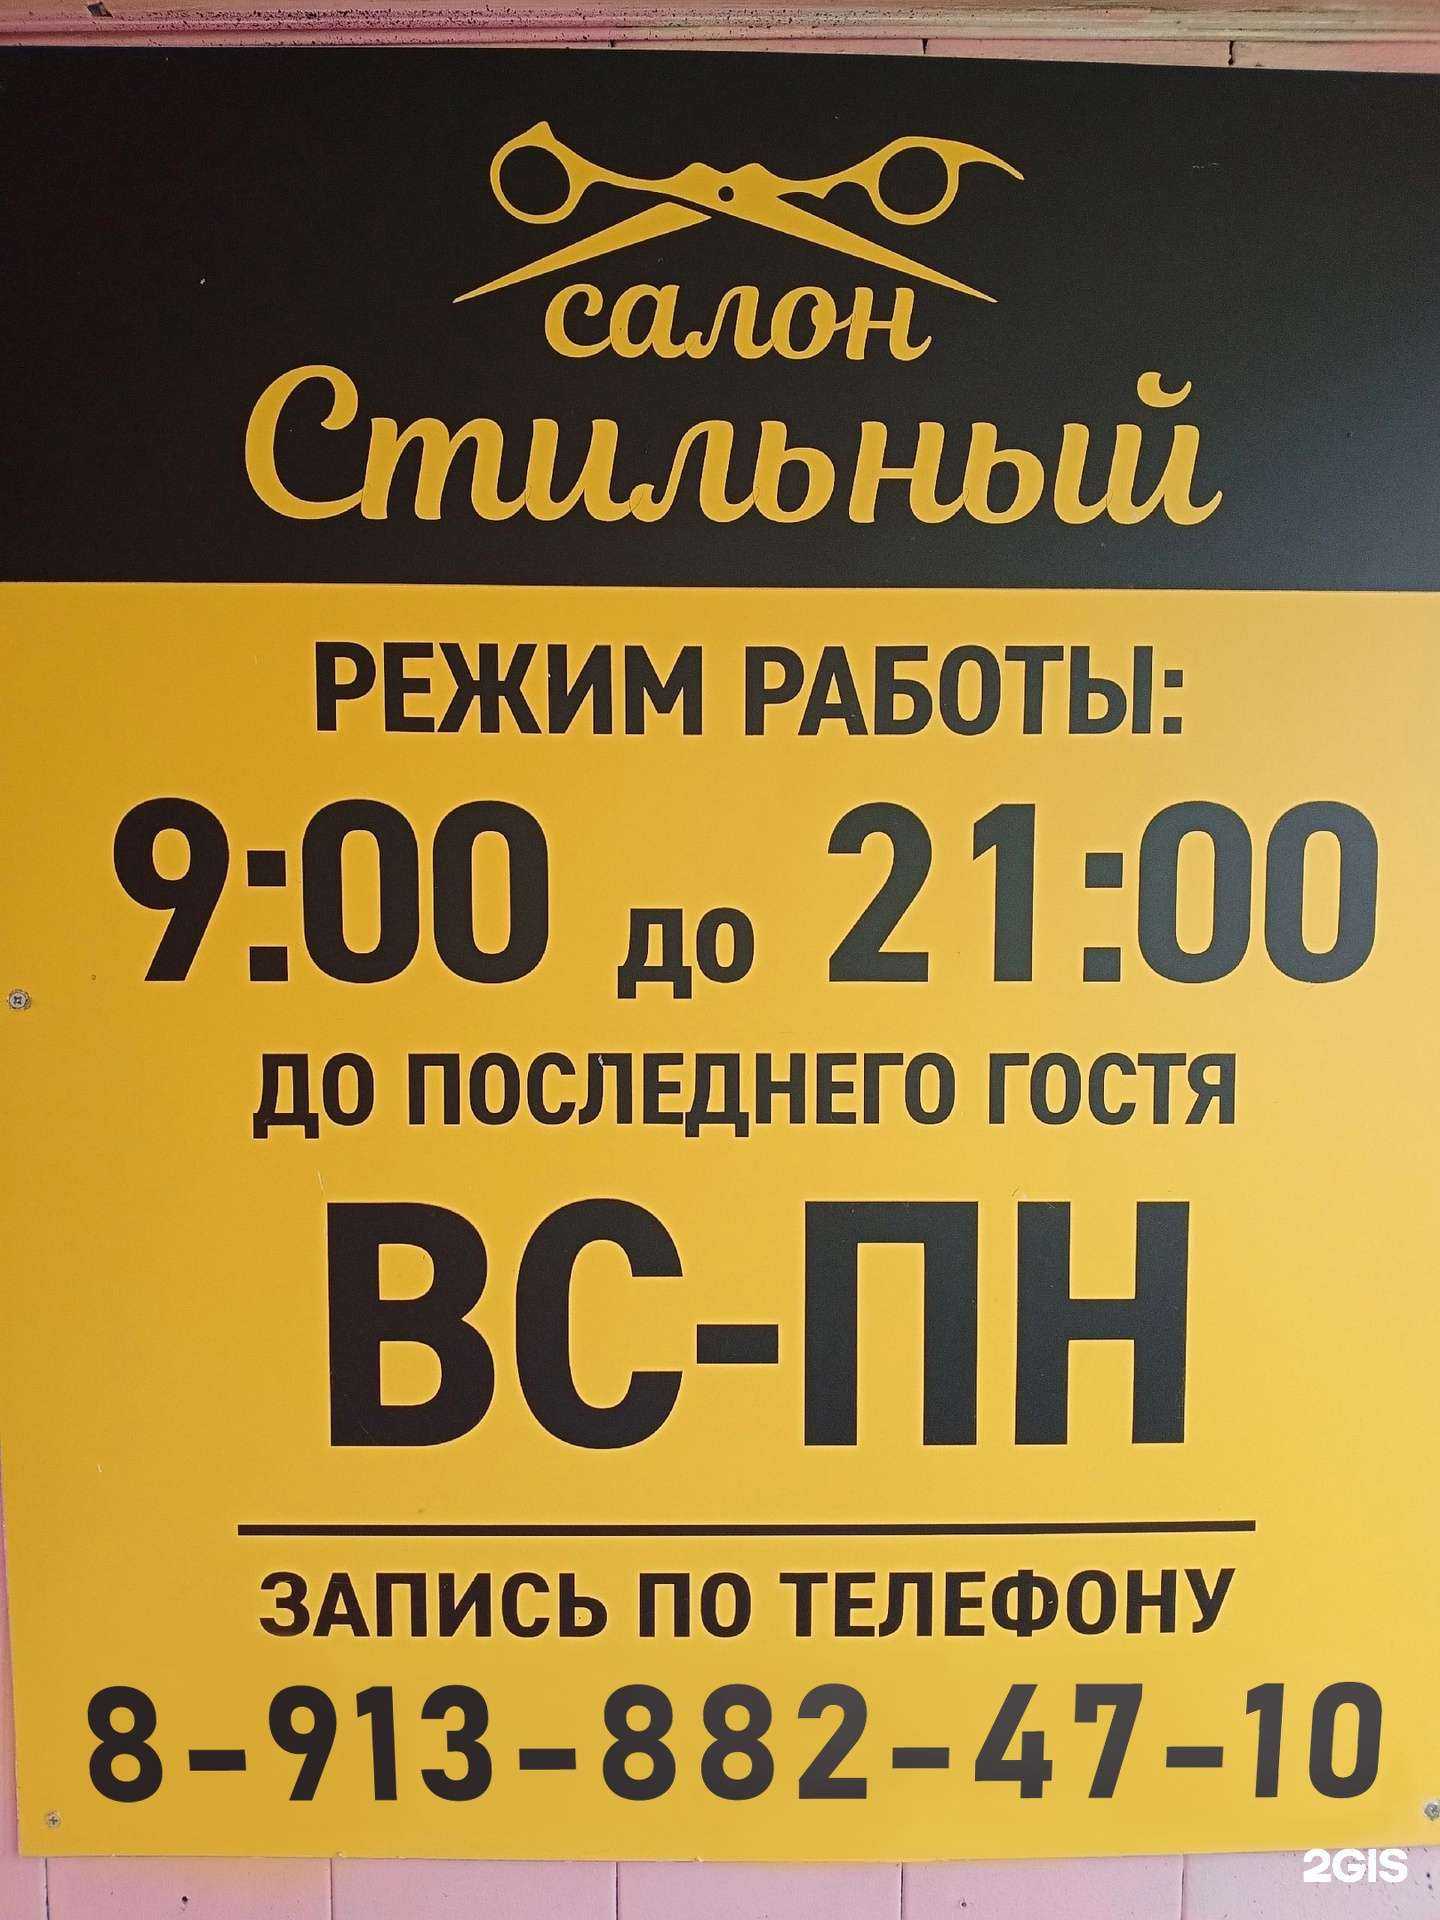 салон
Стильный
РЕЖИМ РАБОТЫ:
9:00 до 21:00
ДО ПОСЛЕДНЕГО ГОСТЯ
ВС-ПН
ЗАПИСЬ ПО ТЕЛЕФОНУ
8-913-882-47-10
2GIS